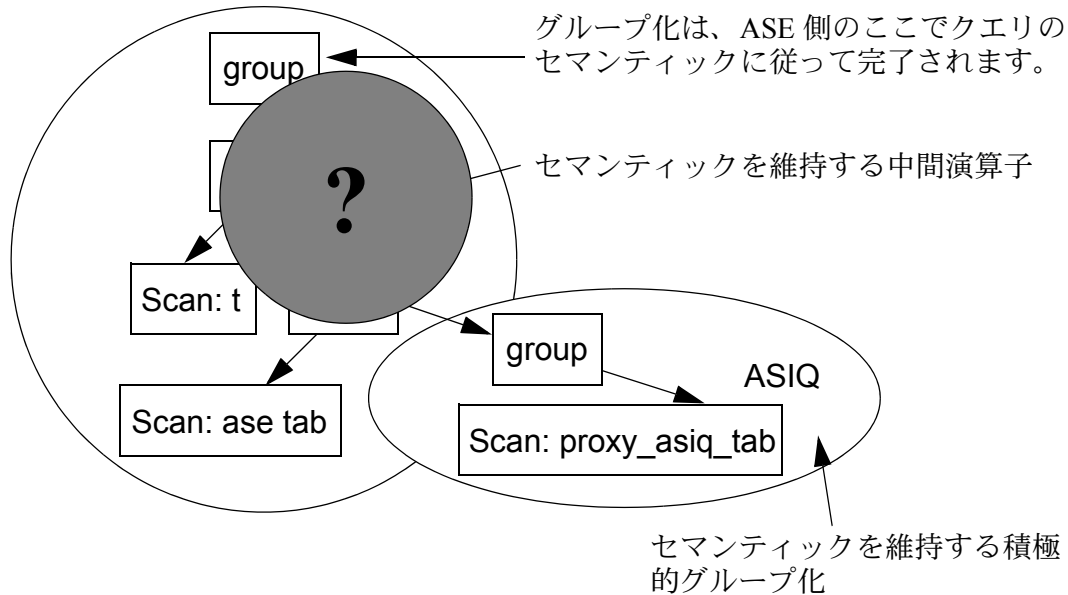 グループ化は、ASE 側のここでクエリの
セマンティックに従って完了されます。
group
セマンティックを維持する中間演算子
?
Scan: t
group
ASIQ
Scan: ase tab
Scan: proxy_asiq_tab
セマンティックを維持する積極
的グループ化